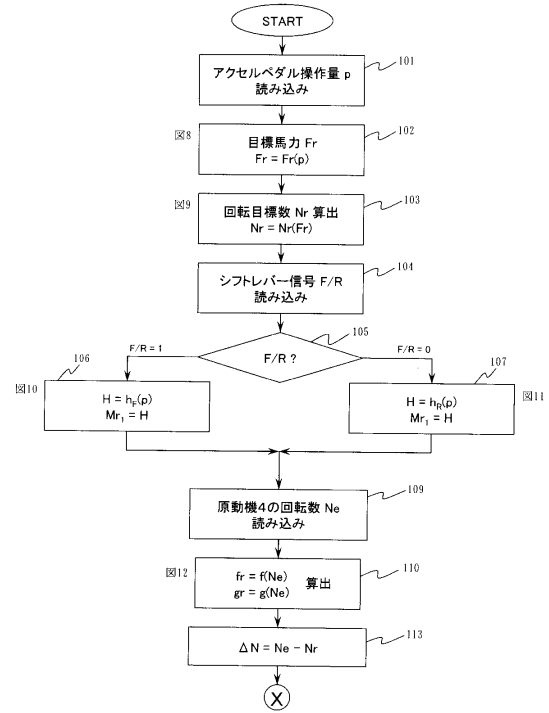 START
101
アクセルペダル操作量 p
読み込み
図8
102
目標馬力 Fr
Fr = Fr(p)
図9
103
回転目標数 Nr 算出
Nr = Nr(Fr)
104
シフトレバー信号 F/R
読み込み
105
F/R = 1
F/R ?
F/R = 0
106
図10
H = hF(p)
Mr1 = H
107
図11
H = hR(p)
Mr1 = H
109
原動機4の回転数 Ne
読み込み
図12
110
fr = f(Ne)
gr = g(Ne)
算出
113
ΔN = Ne − Nr
X